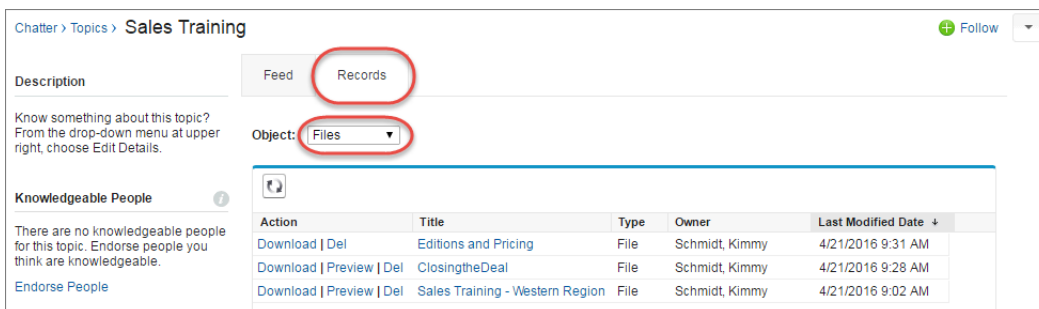 Chatter › Topics › Sales Training
Follow
Description
Know something about this topic?
From the drop-down menu at upper
right, choose Edit Details.
Knowledgeable People
There are no knowledgeable people
for this topic. Endorse people you
think are knowledgeable.
Endorse People
Feed Records
Object: Files
Action Title Type Owner Last Modified Date ↓
Download | Del Editions and Pricing File Schmidt, Kimmy 4/21/2016 9:31 AM
Download | Preview | Del ClosingtheDeal File Schmidt, Kimmy 4/21/2016 9:28 AM
Download | Preview | Del Sales Training - Western Region File Schmidt, Kimmy 4/21/2016 9:02 AM